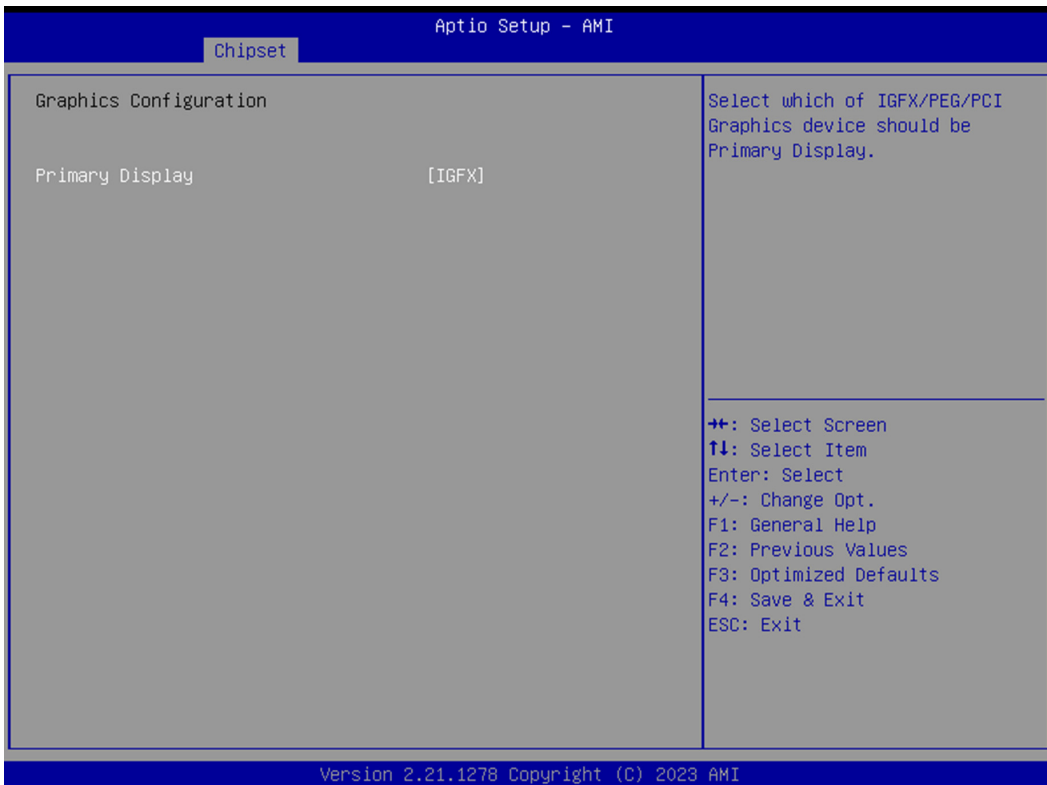 Aptio Setup – AMI
Chipset
Graphics Configuration
Primary Display [IGFX]
Select which of IGFX/PEG/PCI
Graphics device should be
Primary Display.
→←: Select Screen
↑↓: Select Item
Enter: Select
+/-: Change Opt.
F1: General Help
F2: Previous Values
F3: Optimized Defaults
F4: Save & Exit
ESC: Exit
Version 2.21.1278 Copyright (C) 2023 AMI